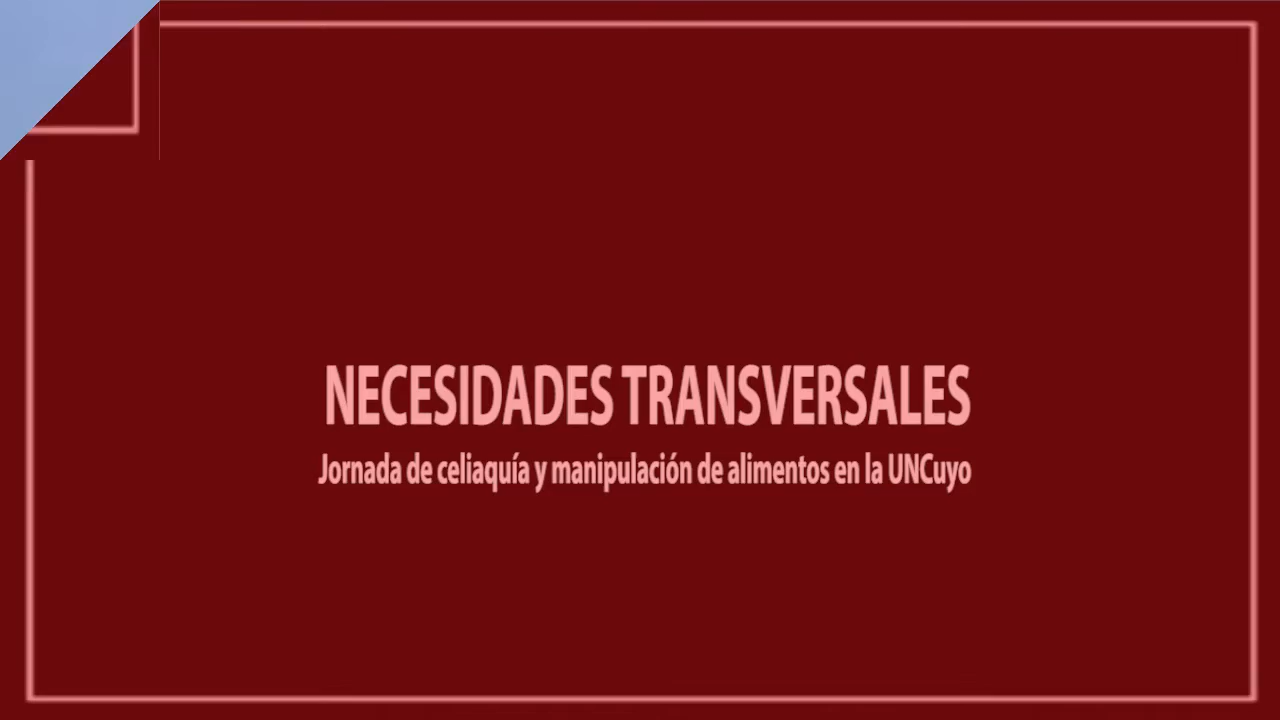 NECESIDADES TRANSVERSALES
Jornada de celiaquía y manipulación de alimentos en la UNCuyo